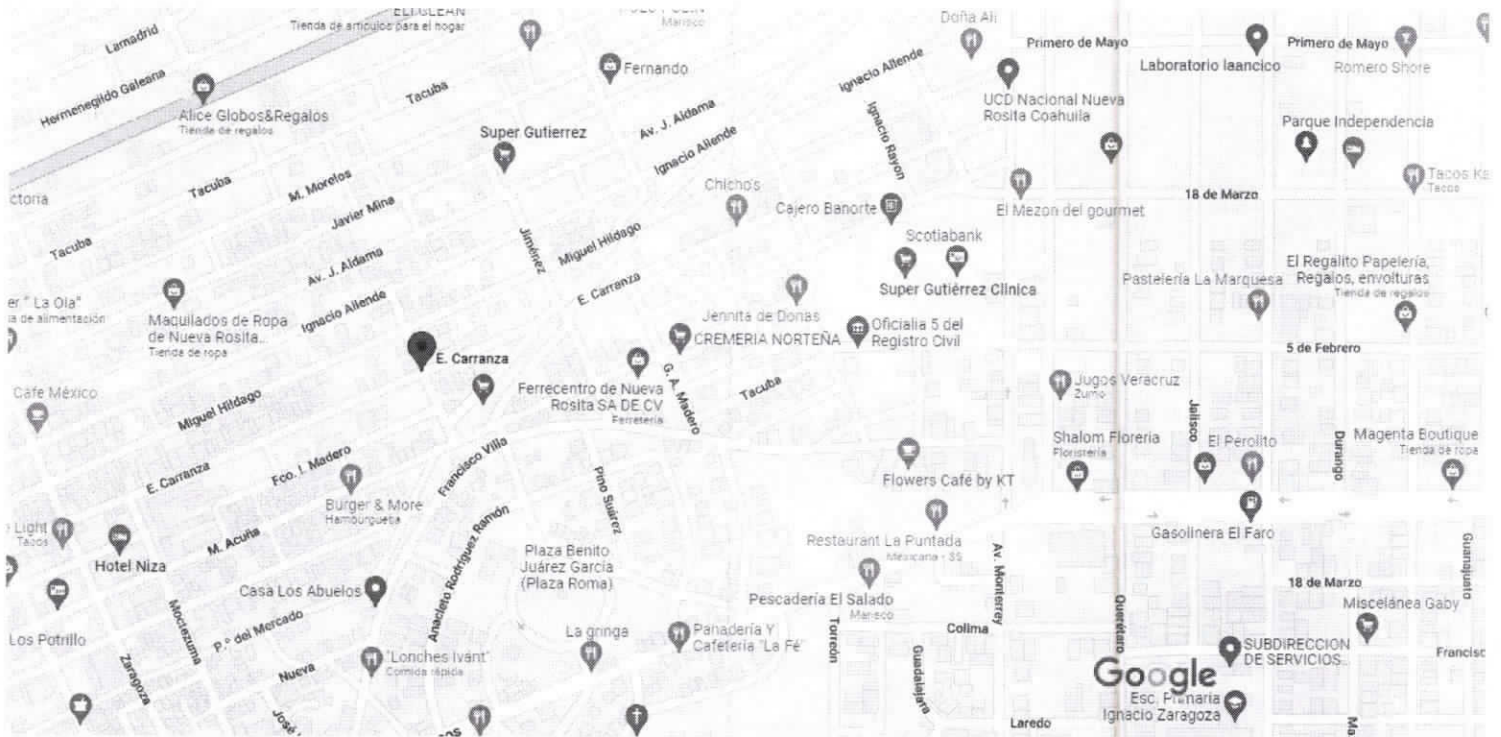 Tienda de artículos para el hogar
Marisco
Doña Ali
Primero de Mayo
Primero de Mayo
Lamadrid
Laboratorio laancico
Romero Shore
Fernando
Ignacio Allende
Hermenegildo Galeana
Tacuba
UCD Nacional Nueva
Rosita Coahuila
Alice Globos&Regalos
Tienda de regalos
Av. J. Aldama
Super Gutierrez
Ignacio Rayon
Parque Independencia
Ignacio Allende
Tacos
Tacuba
M. Morelos
Chicho's
18 de Marzo
Cajero Banorte
El Mezon del gourmet
Javier Mina
Tacuba
Jiménez
Miguel Hildago
Scotiabank
Av. J. Aldama
E. Carranza
Super Gutiérrez Clinica
Pastelería La Marquesa
El Regalito Papelería,
Regalos, envolturas
Tienda de regalos
Ignacio Allende
Maquilados de Ropa
de Nueva Rosita...
Tienda de ropa
Jennita de Donas
CREMERIA NORTEÑA
Oficialia 5 del
Registro Civil
5 de Febrero
E. Carranza
Ferrecentro de Nueva
Rosita SA DE CV
Ferretería
G. A. Madero
Tacuba
Jugos Veracruz
Zumo
Cafe México
Miguel Hildago
Jalisco
Shalom Floreria
Floristería
El Perolito
Durango
Magenta Boutique
Tienda de ropa
Francisco Villa
Fco. I. Madero
E. Carranza
Flowers Café by KT
Burger & More
Hamburguesa
Pino Suárez
Gasolinera El Faro
Light
Tacos
M. Acuña
Anacleto Rodríguez Ramón
Restaurant La Puntada
Mexicana · $$
Hotel Niza
Plaza Benito
Juárez García
(Plaza Roma)
Av. Monterrey
Guanajuato
18 de Marzo
Casa Los Abuelos
Pescadería El Salado
Marisco
Querétaro
Miscelánea Gaby
Los Potrillo
Moctezuma
P.º del Mercado
La gringa
Panadería Y
Cafetería "La Fé"
Torreón
Colima
SUBDIRECCION
DE SERVICIOS...
Zaragoza
Nueva
"Lonches Ivant"
Comida rápida
Guadalajara
Google
Esc. Primaria
Ignacio Zaragoza
Laredo